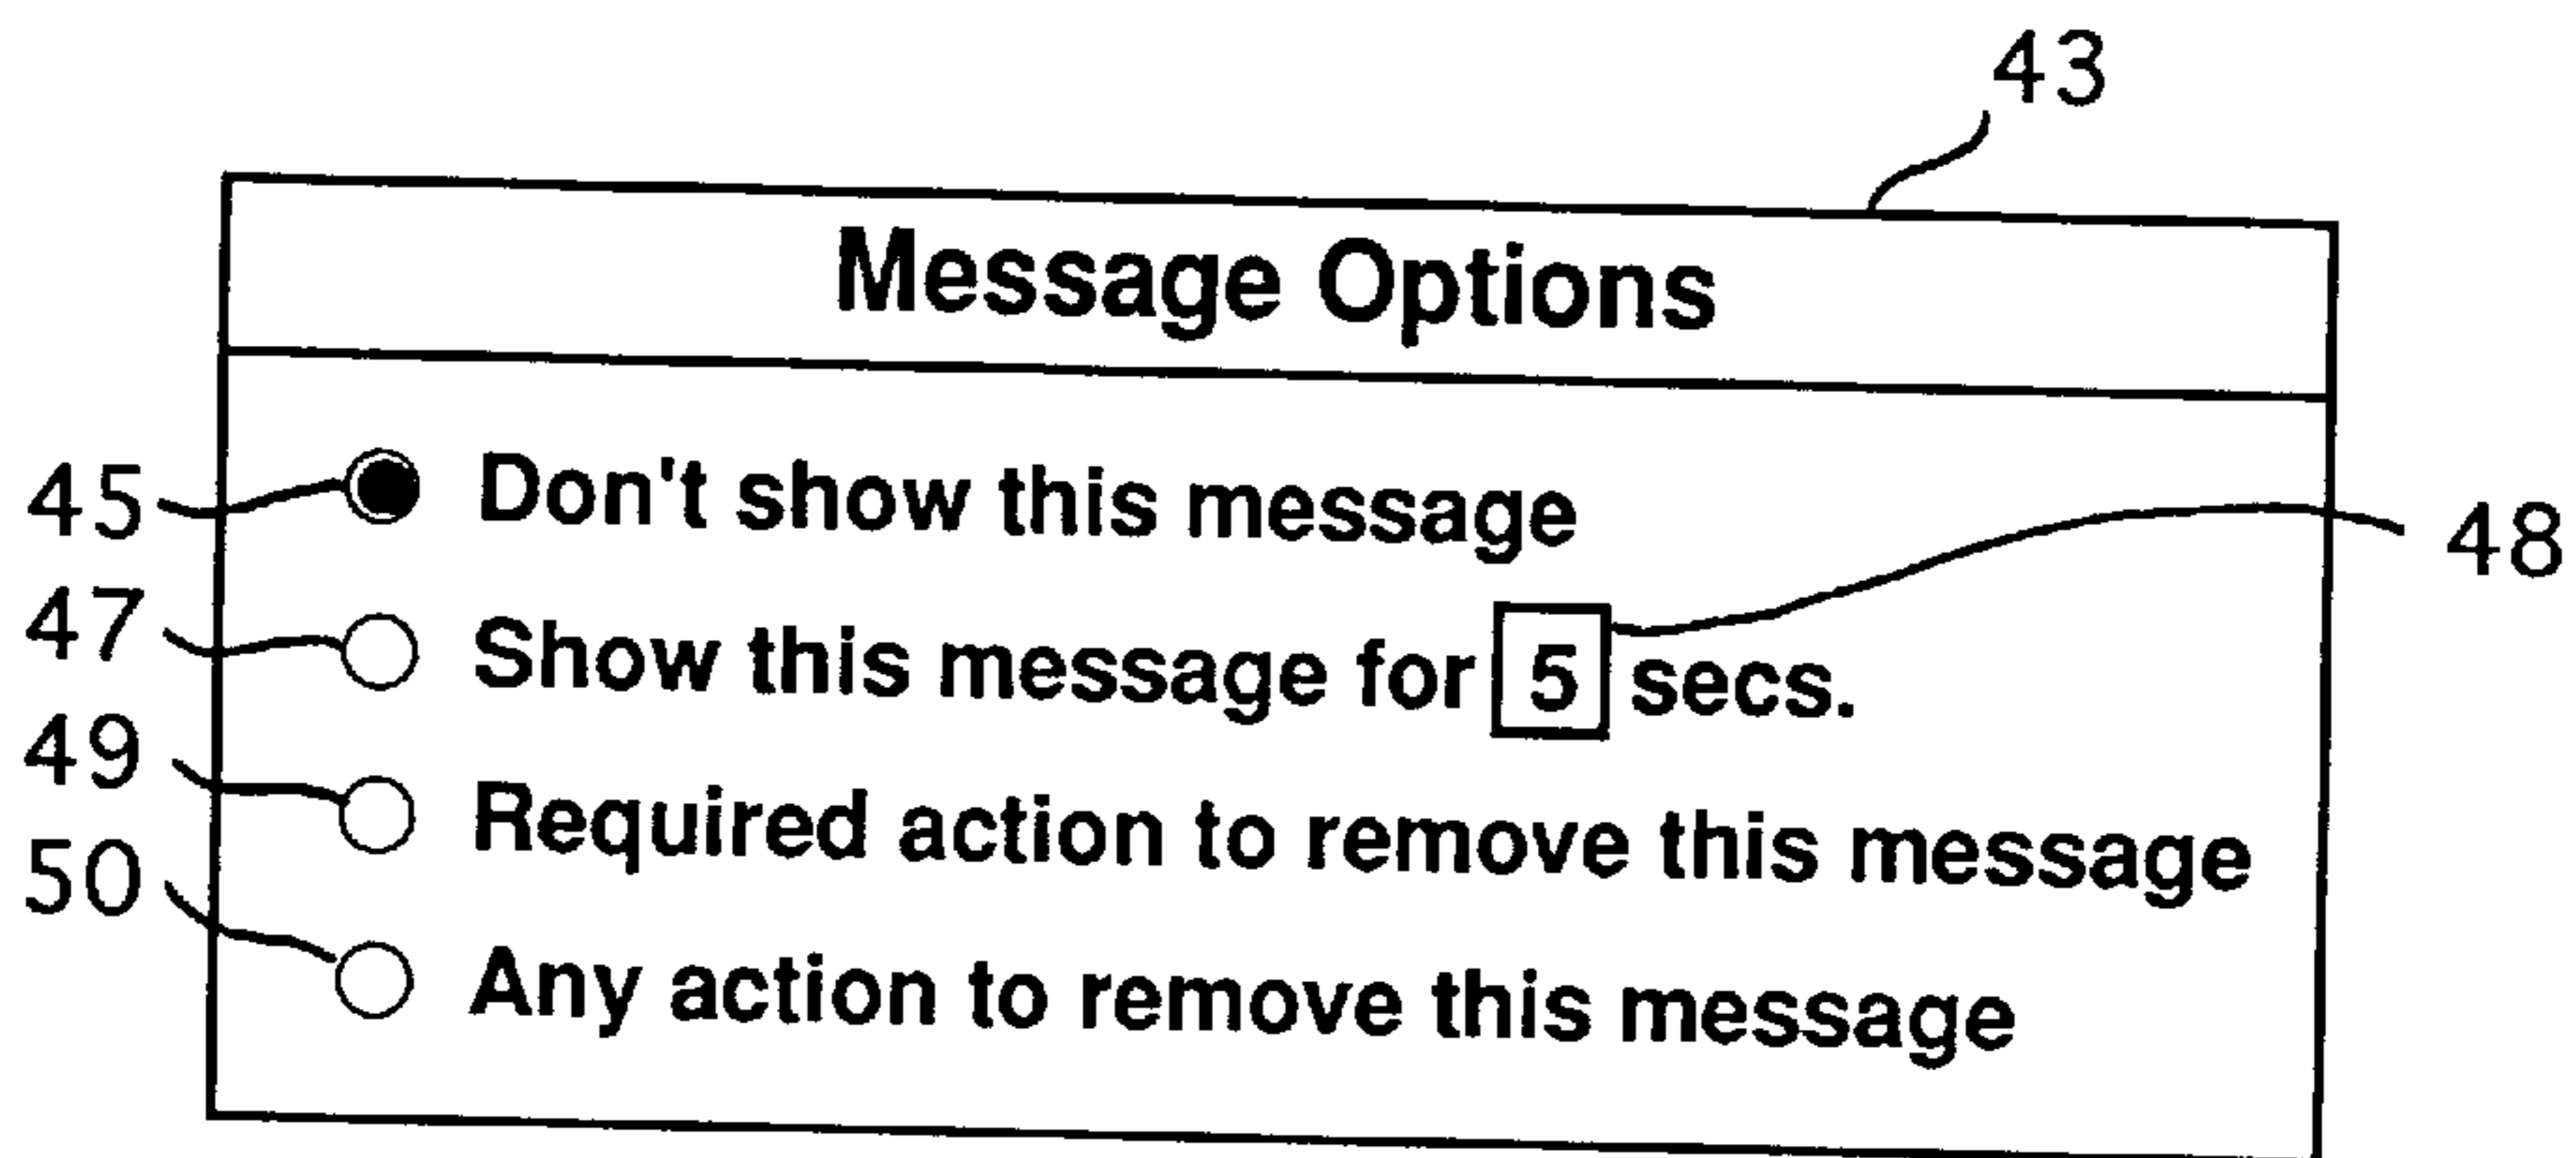 43
Message Options
45 Don't show this message
48
47 Show this message for 5 secs.
49 Required action to remove this message
50 Any action to remove this message